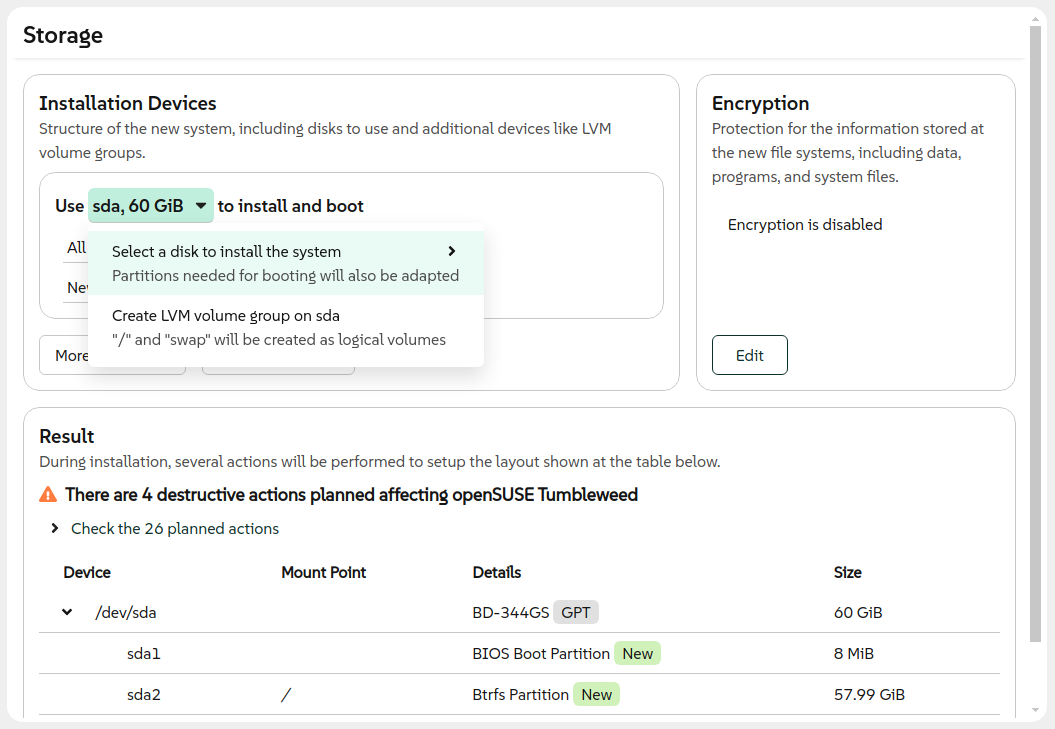 Storage
Installation Devices
Structure of the new system, including disks to use and additional devices like LVM
volume groups.
Use sda, 60 GiB to install and boot
All
Select a disk to install the system
Partitions needed for booting will also be adapted
Create LVM volume group on sda
"/" and "swap" will be created as logical volumes
More
Encryption
Protection for the information stored at
the new file systems, including data,
programs, and system files.
Encryption is disabled
Edit
Result
During installation, several actions will be performed to setup the layout shown at the table below.
There are 4 destructive actions planned affecting openSUSE Tumbleweed
Check the 26 planned actions
Device Mount Point Details Size
/dev/sda BD-344GS GPT 60 GiB
sda1 BIOS Boot Partition New 8 MiB
sda2 / Btrfs Partition New 57.99 GiB